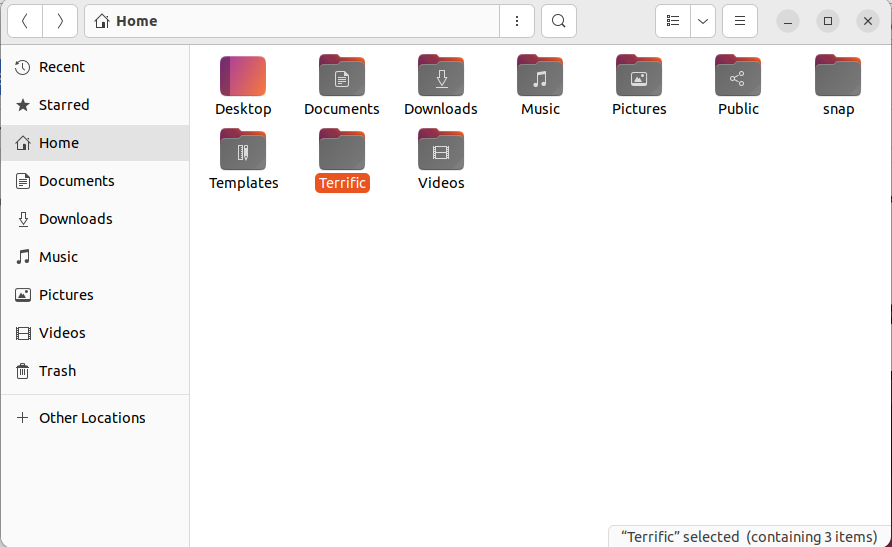 Home
Recent
Starred
Home
Documents
Downloads
Music
Pictures
Videos
Trash
Other Locations
Desktop
Documents
Downloads
Music
Pictures
Public
snap
Templates
Terrific
Videos
“Terrific” selected (containing 3 items)